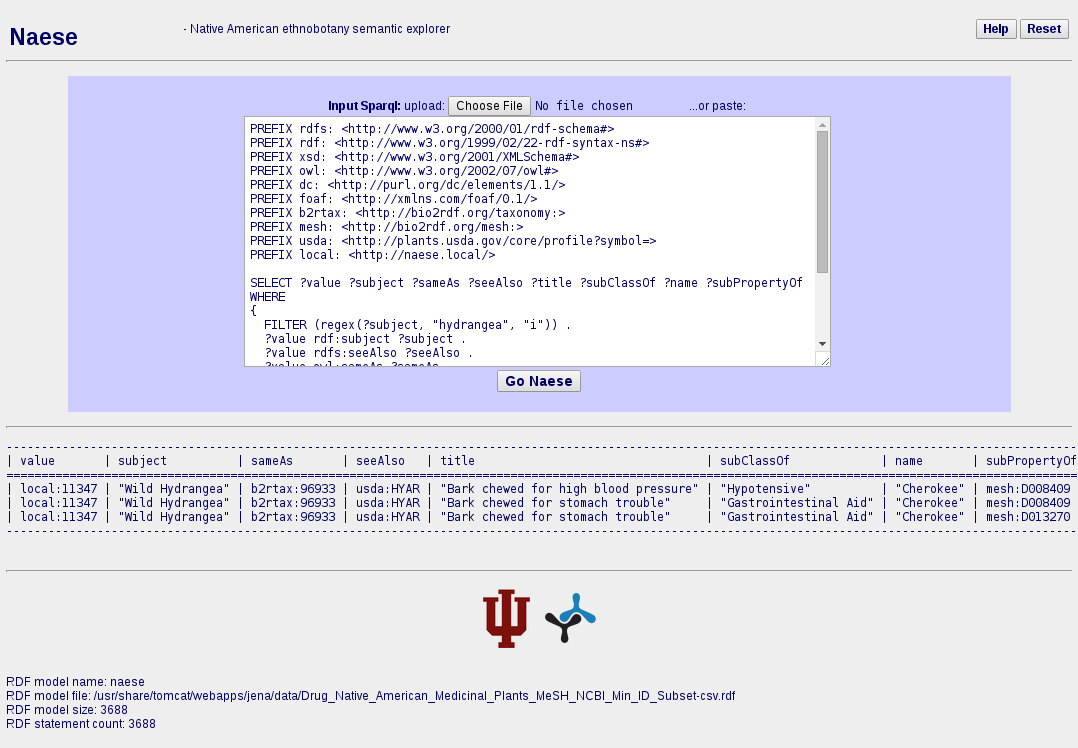 Naese
- Native American ethnobotany semantic explorer
Help Reset
Input Sparql: upload: Choose File No file chosen ...or paste:
PREFIX rdfs: <http://www.w3.org/2000/01/rdf-schema#>
PREFIX rdf: <http://www.w3.org/1999/02/22-rdf-syntax-ns#>
PREFIX xsd: <http://www.w3.org/2001/XMLSchema#>
PREFIX owl: <http://www.w3.org/2002/07/owl#>
PREFIX dc: <http://purl.org/dc/elements/1.1/>
PREFIX foaf: <http://xmlns.com/foaf/0.1/>
PREFIX b2rtax: <http://bio2rdf.org/taxonomy:>
PREFIX mesh: <http://bio2rdf.org/mesh:>
PREFIX usda: <http://plants.usda.gov/core/profile?symbol=>
PREFIX local: <http://naese.local/>
SELECT ?value ?subject ?sameAs ?seeAlso ?title ?subClassOf ?name ?subPropertyOf
WHERE
{
FILTER (regex(?subject, "hydrangea", "i")) .
?value rdf:subject ?subject .
?value rdfs:seeAlso ?seeAlso .
?value owl:sameAs ?sameAs
Go Naese
| value | subject | sameAs | seeAlso | title | subClassOf | name | subPropertyOf
| local:11347 | "Wild Hydrangea" | b2rtax:96933 | usda:HYAR | "Bark chewed for high blood pressure" | "Hypotensive" | "Cherokee" | mesh:D008409
| local:11347 | "Wild Hydrangea" | b2rtax:96933 | usda:HYAR | "Bark chewed for stomach trouble" | "Gastrointestinal Aid" | "Cherokee" | mesh:D008409
| local:11347 | "Wild Hydrangea" | b2rtax:96933 | usda:HYAR | "Bark chewed for stomach trouble" | "Gastrointestinal Aid" | "Cherokee" | mesh:D013270
RDF model name: naese
RDF model file: /usr/share/tomcat/webapps/jena/data/Drug_Native_American_Medicinal_Plants_MeSH_NCBI_Min_ID_Subset-csv.rdf
RDF model size: 3688
RDF statement count: 3688